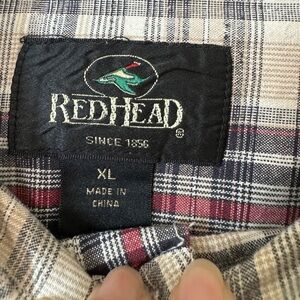 REDHEAD®
SINCE 1856
XL
MADE IN
CHINA